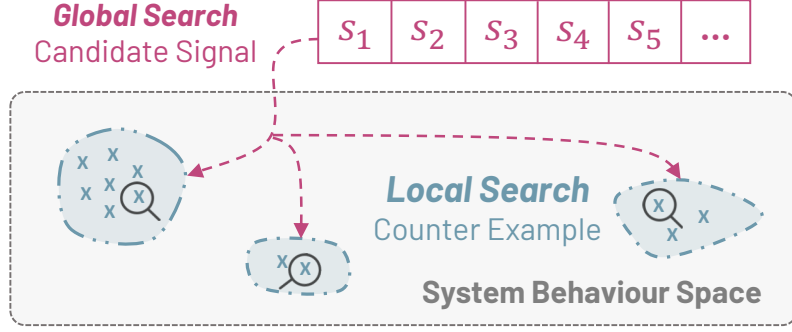 Global Search
Candidate Signal
s₁ s₂ s₃ s₄ s₅ ...
X X X X X X X
Local Search
Counter Example
X X
X X X
System Behaviour Space